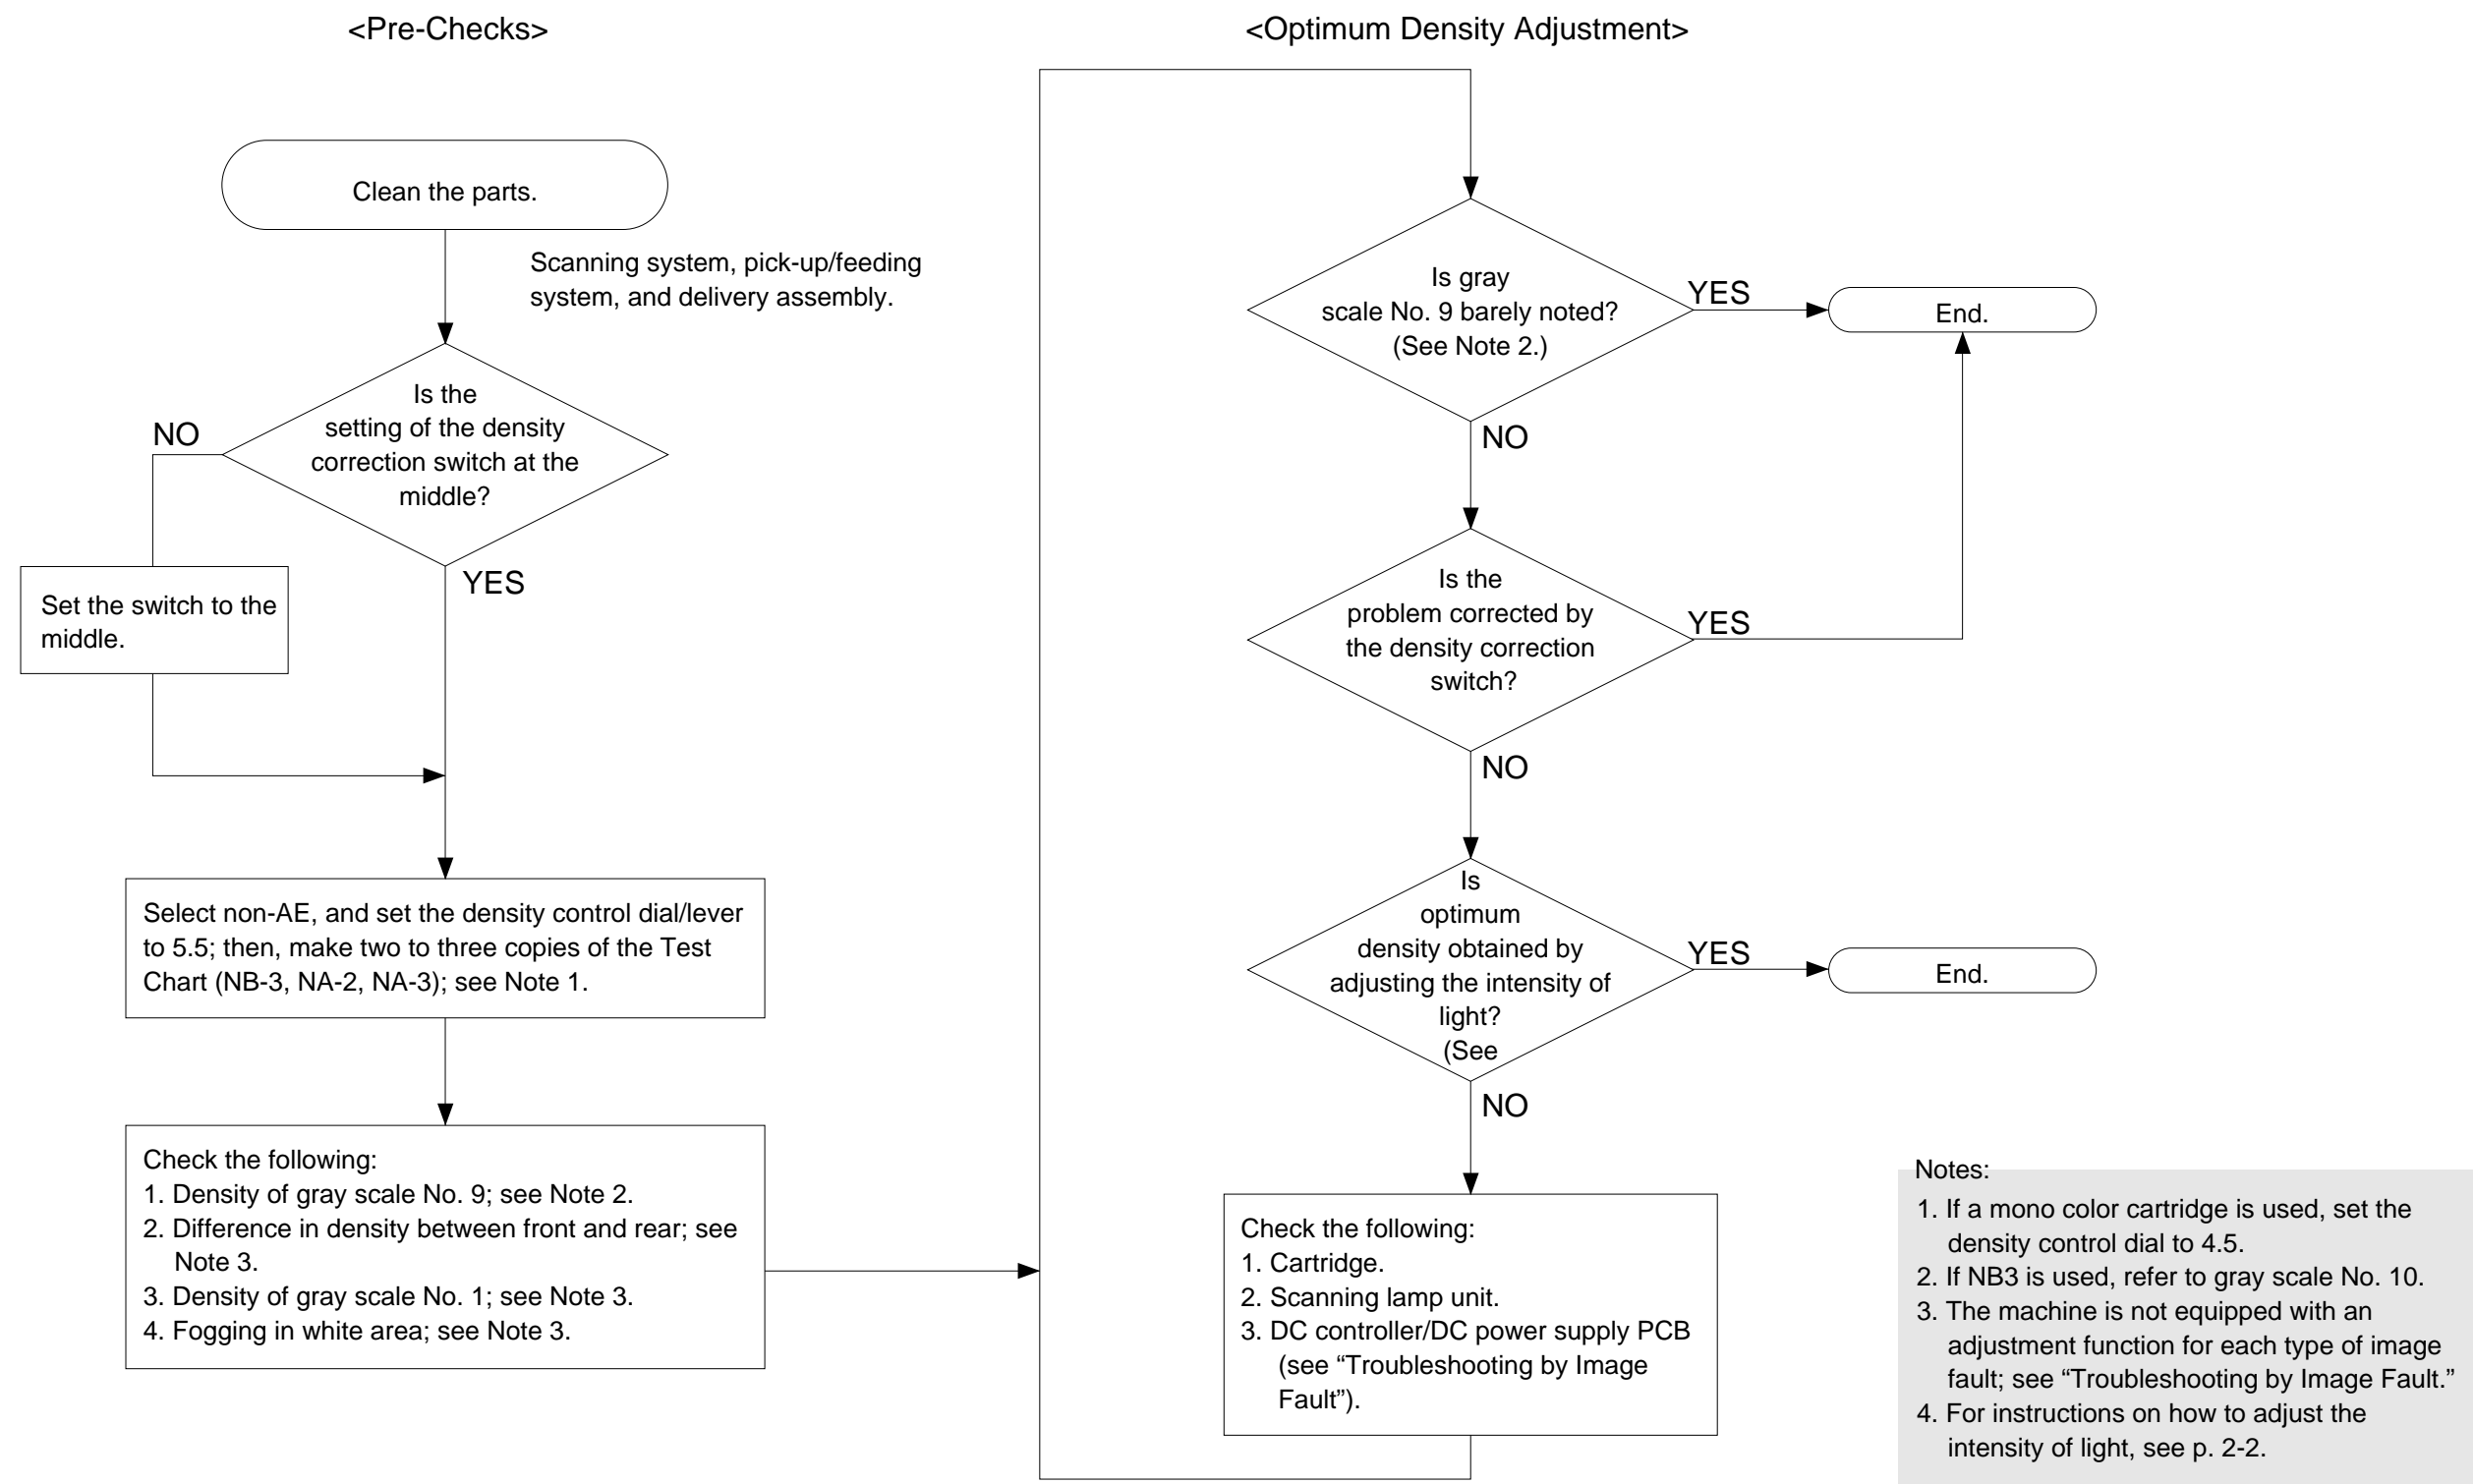 <Pre-Checks>
Clean the parts.
Scanning system, pick-up/feeding
system, and delivery assembly.
Is the
setting of the density
correction switch at the
middle?
NO
YES
Set the switch to the
middle.
Select non-AE, and set the density control dial/lever
to 5.5; then, make two to three copies of the Test
Chart (NB-3, NA-2, NA-3); see Note 1.
Check the following:
1. Density of gray scale No. 9; see Note 2.
2. Difference in density between front and rear; see
Note 3.
3. Density of gray scale No. 1; see Note 3.
4. Fogging in white area; see Note 3.
<Optimum Density Adjustment>
Is gray
scale No. 9 barely noted?
(See Note 2.)
YES
End.
NO
Is the
problem corrected by
the density correction
switch?
YES
NO
Is
optimum
density obtained by
adjusting the intensity of
light?
(See
YES
End.
NO
Check the following:
1. Cartridge.
2. Scanning lamp unit.
3. DC controller/DC power supply PCB
(see “Troubleshooting by Image
Fault”).
Notes:
1. If a mono color cartridge is used, set the
density control dial to 4.5.
2. If NB3 is used, refer to gray scale No. 10.
3. The machine is not equipped with an
adjustment function for each type of image
fault; see “Troubleshooting by Image Fault.”
4. For instructions on how to adjust the
intensity of light, see p. 2-2.